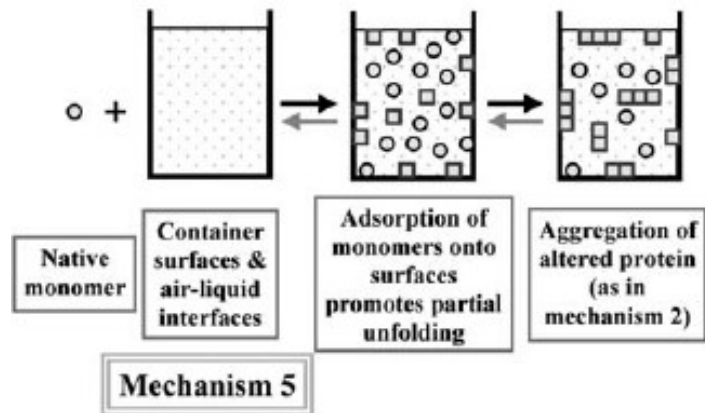 +
Native
monomer
Container
surfaces &
air-liquid
interfaces
Adsorption of
monomers onto
surfaces
promotes partial
unfolding
Aggregation of
altered protein
(as in
mechanism 2)
Mechanism 5